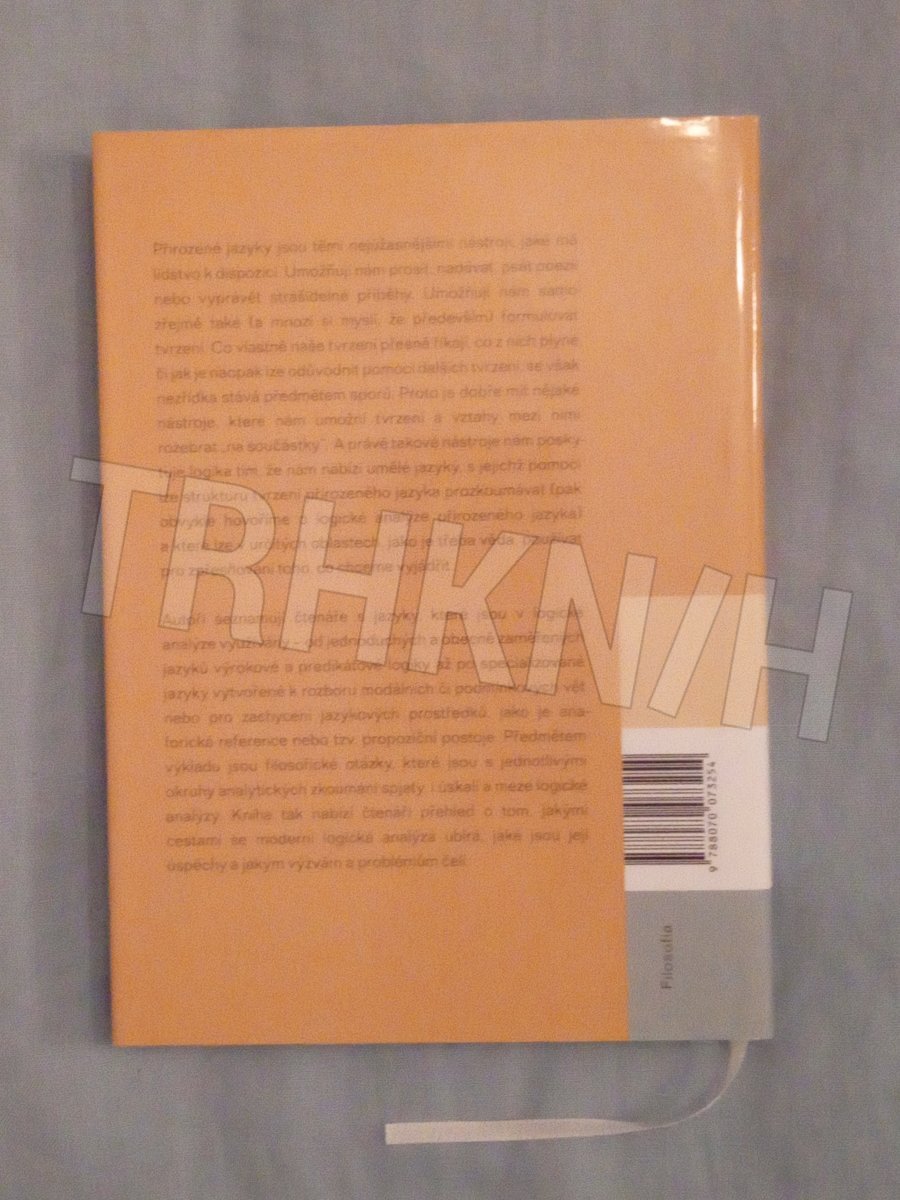 Přirozené jazyky jsou těmi nejúžasnějšími nástroji, jaké má
lidstvo k dispozici. Umožňují nám prosit, nadávat, psát poezii
nebo vyprávět strašidelné příběhy. Umožňují nám samo-
zřejmě také (a mnozí si myslí, že především) formulovat
tvrzení. Co vlastně naše tvrzení přesně říkají, co z nich plyne
či jak je naopak lze odůvodnit pomocí dalších tvrzení, se však
nezřídka stává předmětem sporů. Proto je dobře mít nějaké
nástroje, které nám umožní tvrzení a vztahy mezi nimi
rozebrat „na součástky". A právě takové nástroje nám posky-
tuje logika tím, že nám nabízí umělé jazyky, s jejichž pomocí
lze strukturu tvrzení přirozeného jazyka prozkoumávat (pak
obvykle hovoříme o logické analýze přirozeného jazyka)
a které lze v určitých oblastech, jako je třeba věda, používat
pro zpřesňování toho, co chceme vyjádřit.
Autoři seznamují čtenáře s jazyky, které jsou v logické
analýze využívány – od jednoduchých a obecně zaměřených
jazyků výrokové a predikátové logiky až po specializované
jazyky vytvořené k rozboru modálních či podmínkových vět
nebo pro zachycení jazykových prostředků, jako je ana-
forická reference nebo tzv. propoziční postoje. Předmětem
výkladu jsou filosofické otázky, které jsou s jednotlivými
okruhy analytických zkoumání spjaty, i úskalí a meze logické
analýzy. Kniha tak nabízí čtenáři přehled o tom, jakými
cestami se moderní logická analýza ubírá, jaké jsou její
úspěchy a jakým výzvám a problémům čelí.
TRHKNIH
9 788070 073254
Filosofia